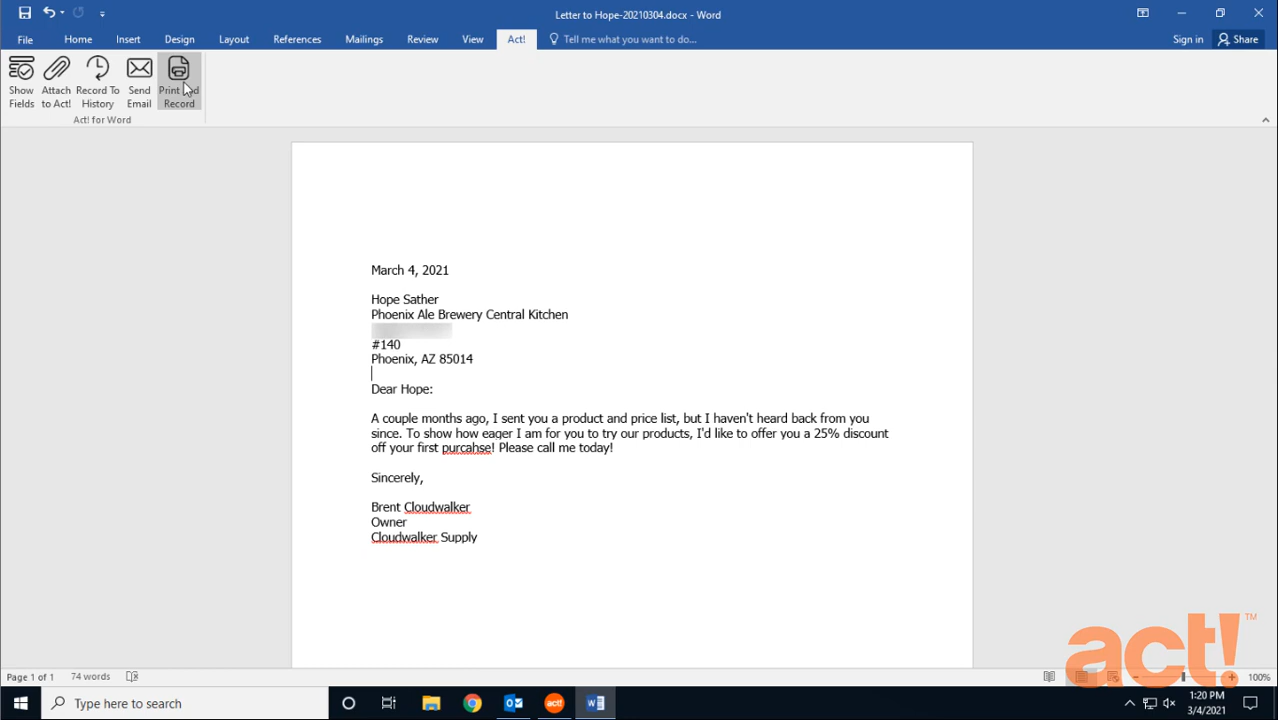 Letter to Hope-20210304.docx - Word
File Home Insert Design Layout References Mailings Review View Act! Tell me what you want to do... Sign in Share
Show Fields
Attach to Act!
Record To History
Send Email
Print and Record
Act! for Word
March 4, 2021
Hope Sather
Phoenix Ale Brewery Central Kitchen
#140
Phoenix, AZ 85014
Dear Hope:
A couple months ago, I sent you a product and price list, but I haven't heard back from you
since. To show how eager I am for you to try our products, I'd like to offer you a 25% discount
off your first purcahse! Please call me today!
Sincerely,
Brent Cloudwalker
Owner
Cloudwalker Supply
act!™
Page 1 of 1 74 words 100%
Type here to search
act!
1:20 PM
3/4/2021